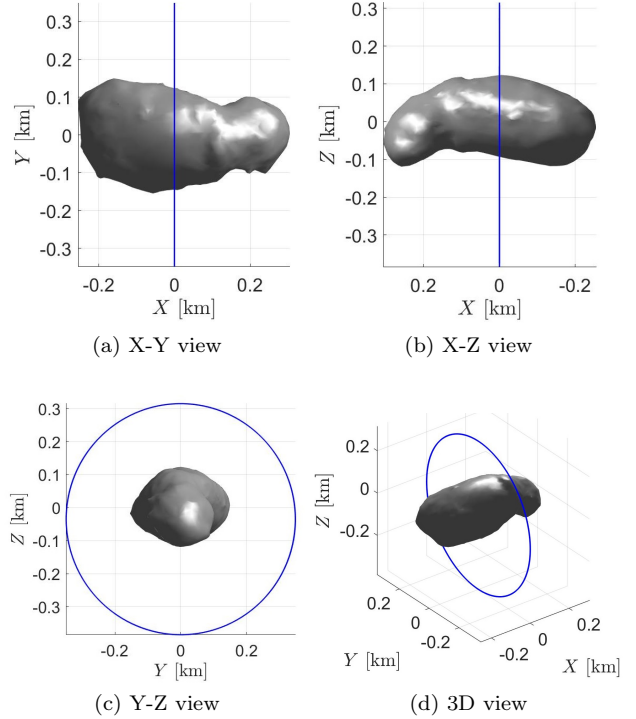 0.3
0.2
0.1
0
-0.1
-0.2
-0.3
Y [km]
-0.2 0 0.2
X [km]
(a) X-Y view
0.3
0.2
0.1
0
-0.1
-0.2
-0.3
Z [km]
0.2 0 -0.2
X [km]
(b) X-Z view
0.3
0.2
0.1
0
-0.1
-0.2
-0.3
Z [km]
-0.2 0 0.2
Y [km]
(c) Y-Z view
0.2
0
-0.2
Z [km]
0.2
0
-0.2
Y [km]
-0.2
0
0.2
X [km]
(d) 3D view